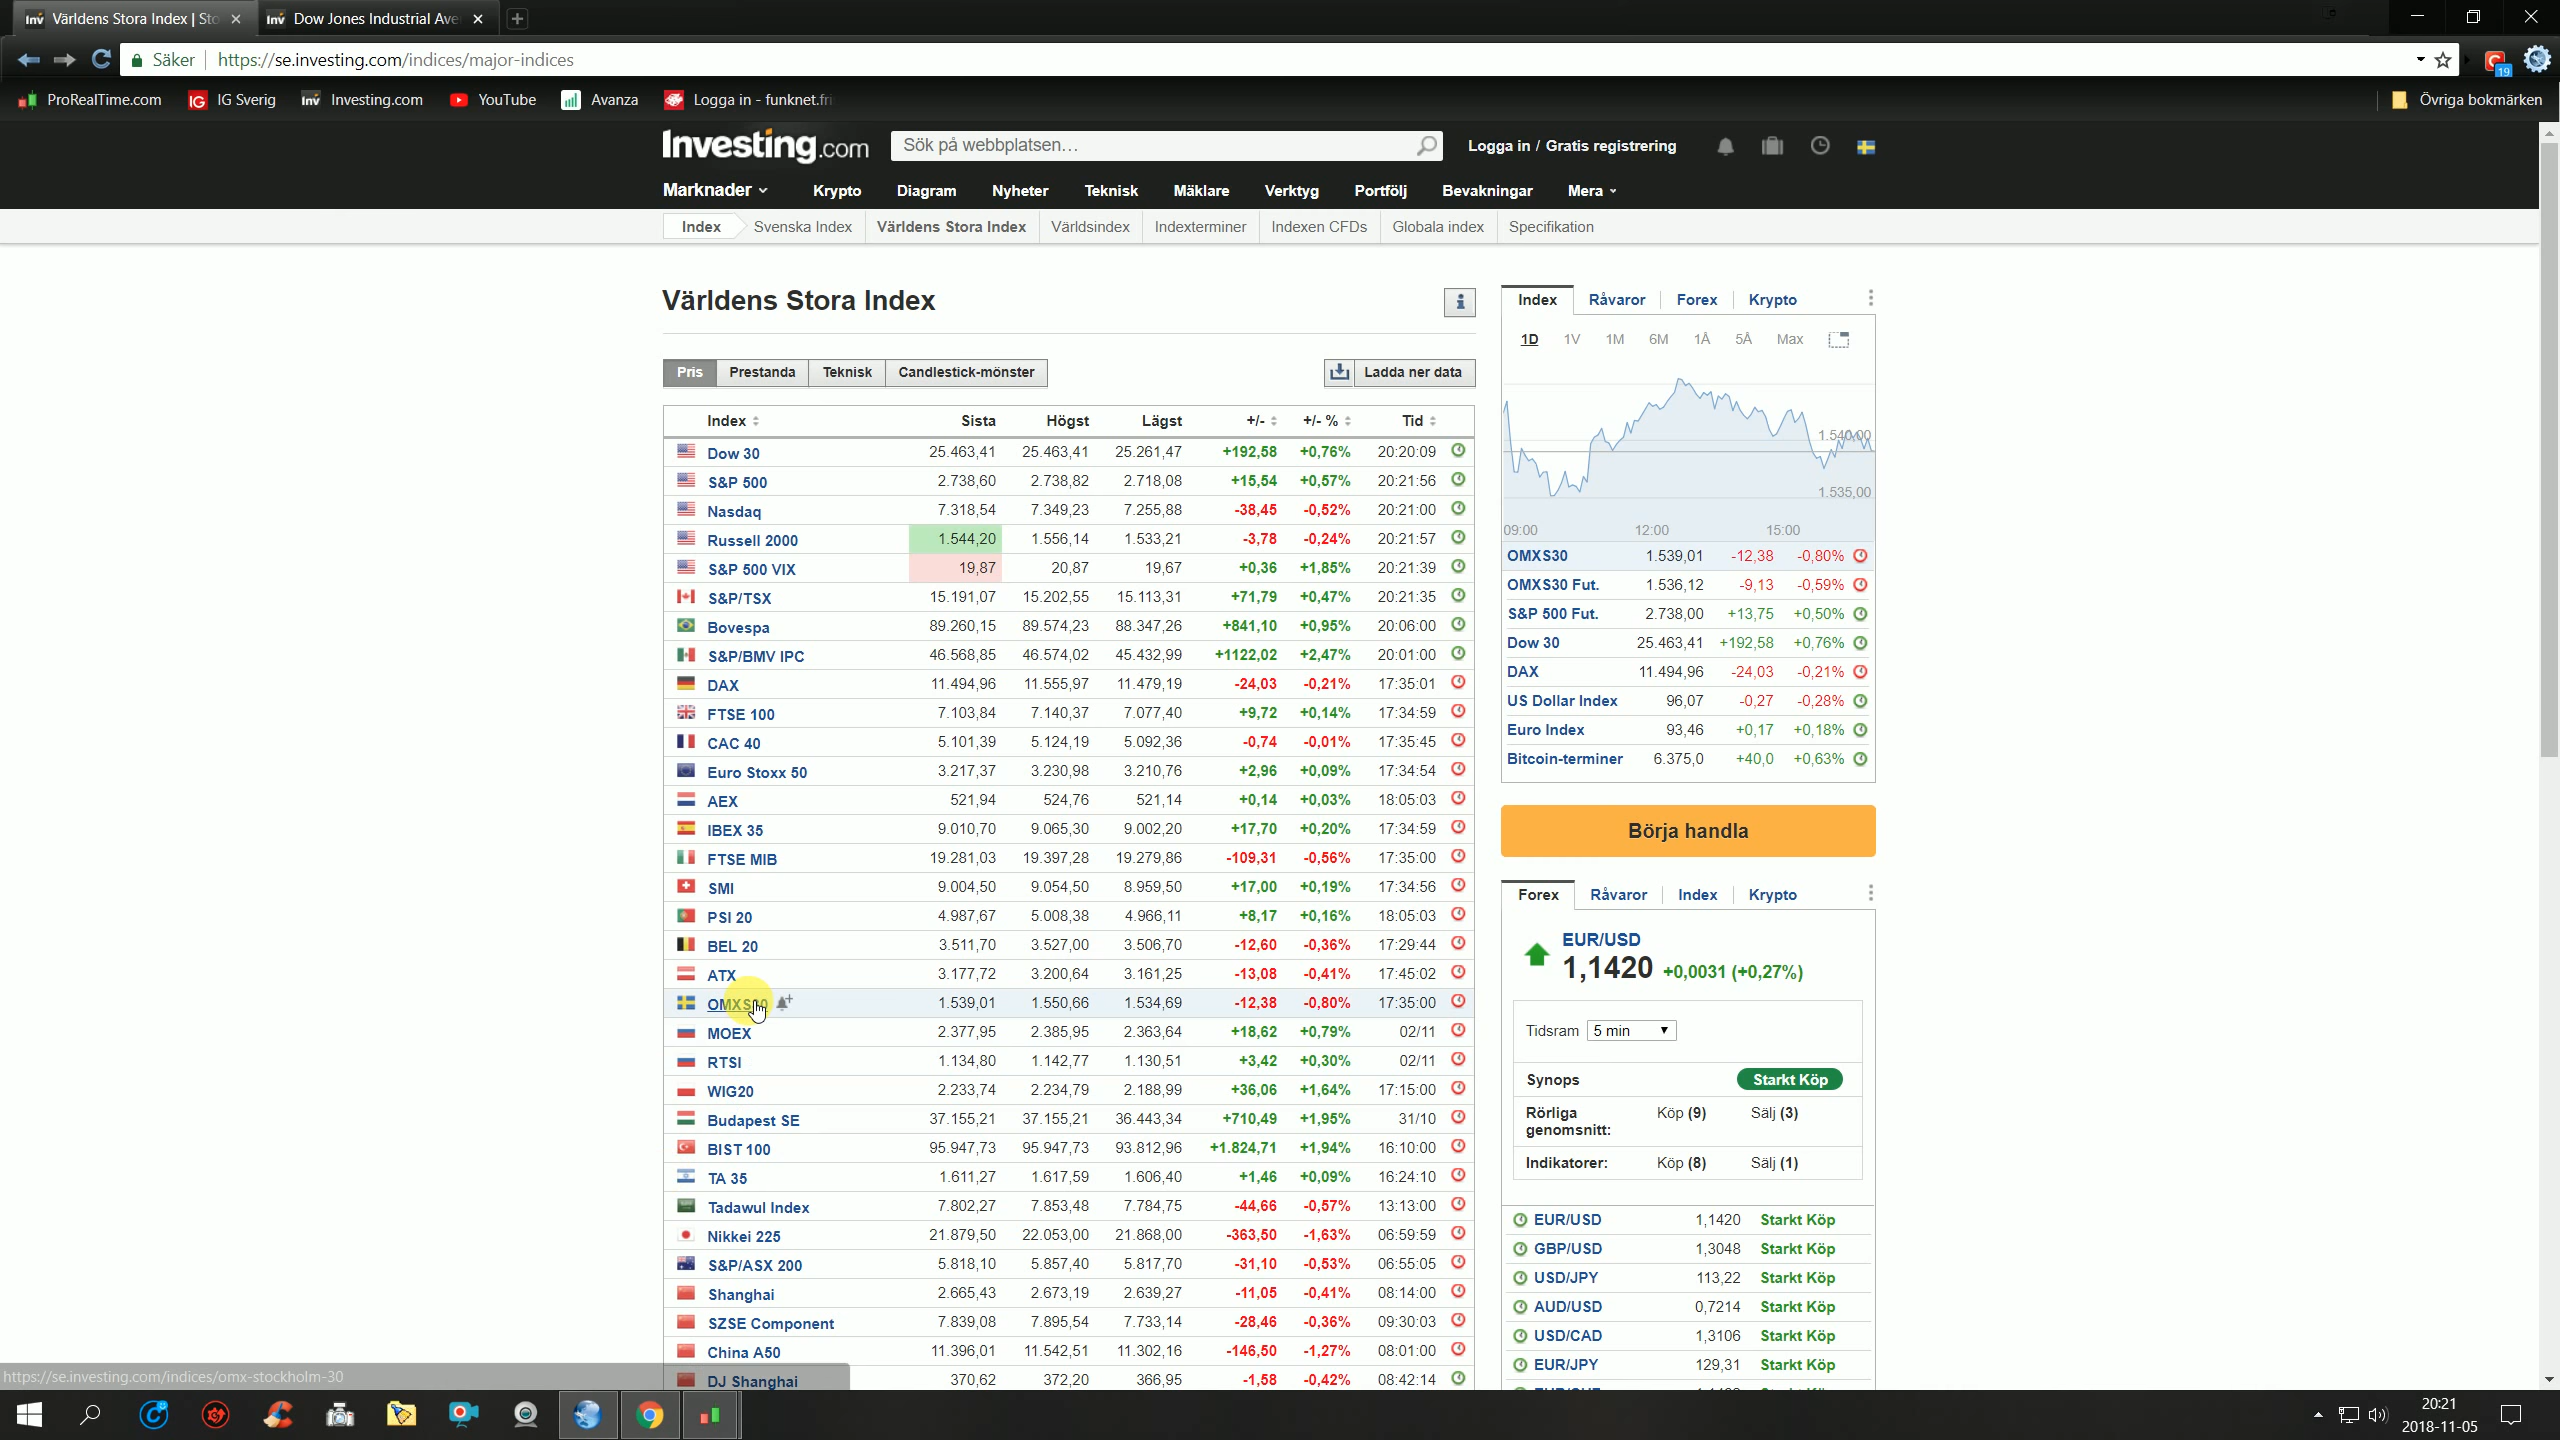 Världens Stora Index | Sto
Dow Jones Industrial Ave
Säker
https://se.investing.com/indices/major-indices
19
ProRealTime.com IG Sverig Investing.com YouTube Avanza Logga in - funknet.fri Övriga bokmärken
Investing.com
Sök på webbplatsen...
Logga in / Gratis registrering
Marknader Krypto Diagram Nyheter Teknisk Mäklare Verktyg Portfölj Bevakningar Mera
Index Svenska Index Världens Stora Index Världsindex Indexterminer Indexen CFDs Globala index Specifikation
Världens Stora Index
Pris Prestanda Teknisk Candlestick-mönster Ladda ner data
Index Sista Högst Lägst +/- +/- % Tid
Dow 30 25.463,41 25.463,41 25.261,47 +192,58 +0,76% 20:20:09
S&P 500 2.738,60 2.738,82 2.718,08 +15,54 +0,57% 20:21:56
Nasdaq 7.318,54 7.349,23 7.255,88 -38,45 -0,52% 20:21:00
Russell 2000 1.544,20 1.556,14 1.533,21 -3,78 -0,24% 20:21:57
S&P 500 VIX 19,87 20,87 19,67 +0,36 +1,85% 20:21:39
S&P/TSX 15.191,07 15.202,55 15.113,31 +71,79 +0,47% 20:21:35
Bovespa 89.260,15 89.574,23 88.347,26 +841,10 +0,95% 20:06:00
S&P/BMV IPC 46.568,85 46.574,02 45.432,99 +1122,02 +2,47% 20:01:00
DAX 11.494,96 11.555,97 11.479,19 -24,03 -0,21% 17:35:01
FTSE 100 7.103,84 7.140,37 7.077,40 +9,72 +0,14% 17:34:59
CAC 40 5.101,39 5.124,19 5.092,36 -0,74 -0,01% 17:35:45
Euro Stoxx 50 3.217,37 3.230,98 3.210,76 +2,96 +0,09% 17:34:54
AEX 521,94 524,76 521,14 +0,14 +0,03% 18:05:03
IBEX 35 9.010,70 9.065,30 9.002,20 +17,70 +0,20% 17:34:59
FTSE MIB 19.281,03 19.397,28 19.279,86 -109,31 -0,56% 17:35:00
SMI 9.004,50 9.054,50 8.959,50 +17,00 +0,19% 17:34:56
PSI 20 4.987,67 5.008,38 4.966,11 +8,17 +0,16% 18:05:03
BEL 20 3.511,70 3.527,00 3.506,70 -12,60 -0,36% 17:29:44
ATX 3.177,72 3.200,64 3.161,25 -13,08 -0,41% 17:45:02
OMXS30 1.539,01 1.550,66 1.534,69 -12,38 -0,80% 17:35:00
MOEX 2.377,95 2.385,95 2.363,64 +18,62 +0,79% 02/11
RTSI 1.134,80 1.142,77 1.130,51 +3,42 +0,30% 02/11
WIG20 2.233,74 2.234,79 2.188,99 +36,06 +1,64% 17:15:00
Budapest SE 37.155,21 37.155,21 36.443,34 +710,49 +1,95% 31/10
BIST 100 95.947,73 95.947,73 93.812,96 +1.824,71 +1,94% 16:10:00
TA 35 1.611,27 1.617,59 1.606,40 +1,46 +0,09% 16:24:10
Tadawul Index 7.802,27 7.853,48 7.784,75 -44,66 -0,57% 13:13:00
Nikkei 225 21.879,50 22.053,00 21.868,00 -363,50 -1,63% 06:59:59
S&P/ASX 200 5.818,10 5.857,40 5.817,70 -31,10 -0,53% 06:55:05
Shanghai 2.665,43 2.673,19 2.639,27 -11,05 -0,41% 08:14:00
SZSE Component 7.839,08 7.895,54 7.733,14 -28,46 -0,36% 09:30:03
China A50 11.396,01 11.542,51 11.302,16 -146,50 -1,27% 08:01:00
DJ Shanghai 370,62 372,20 366,95 -1,58 -0,42% 08:42:14
Index Råvaror Forex Krypto
1D 1V 1M 6M 1Å 5Å Max
1.540,00
1.535,00
09:00 12:00 15:00
OMXS30 1.539,01 -12,38 -0,80%
OMXS30 Fut. 1.536,12 -9,13 -0,59%
S&P 500 Fut. 2.738,00 +13,75 +0,50%
Dow 30 25.463,41 +192,58 +0,76%
DAX 11.494,96 -24,03 -0,21%
US Dollar Index 96,07 -0,27 -0,28%
Euro Index 93,46 +0,17 +0,18%
Bitcoin-terminer 6.375,0 +40,0 +0,63%
Börja handla
Forex Råvaror Index Krypto
EUR/USD
1,1420 +0,0031 (+0,27%)
Tidsram 5 min
Synops Starkt Köp
Rörliga genomsnitt: Köp (9) Sälj (3)
Indikatorer: Köp (8) Sälj (1)
EUR/USD 1,1420 Starkt Köp
GBP/USD 1,3048 Starkt Köp
USD/JPY 113,22 Starkt Köp
AUD/USD 0,7214 Starkt Köp
USD/CAD 1,3106 Starkt Köp
EUR/JPY 129,31 Starkt Köp
https://se.investing.com/indices/omx-stockholm-30
20:21
2018-11-05